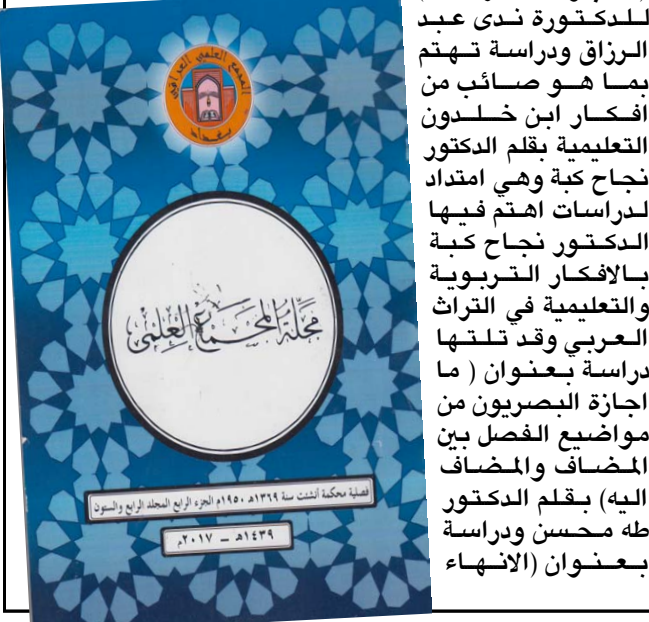 للدكتورة ندى عبد
الرزاق ودراسة تهتم
بما هو صائب من
افكار ابن خلدون
التعليمية بقلم الدكتور
نجاح كبة وهي امتداد
لدراسات اهتم فيها
الدكتور نجاح كبة
بالافكار التربوية
والتعليمية في التراث
العربي وقد تلتها
دراسة بعنوان ( ما
اجازة البصريون من
مواضيع الفصل بين
المضاف والمضاف
اليه) بقلم الدكتور
طه محسن ودراسة
بعنوان (الانهاء
المجمع العلمي العراقي
بغداد
مجلة المجمع العلمي
فصلية محكمة أنشئت سنة ١٣٦٩هـ ١٩٥٠م الجزء الرابع المجلد الرابع والستون
١٤٣٩هـ – ٢٠١٧م